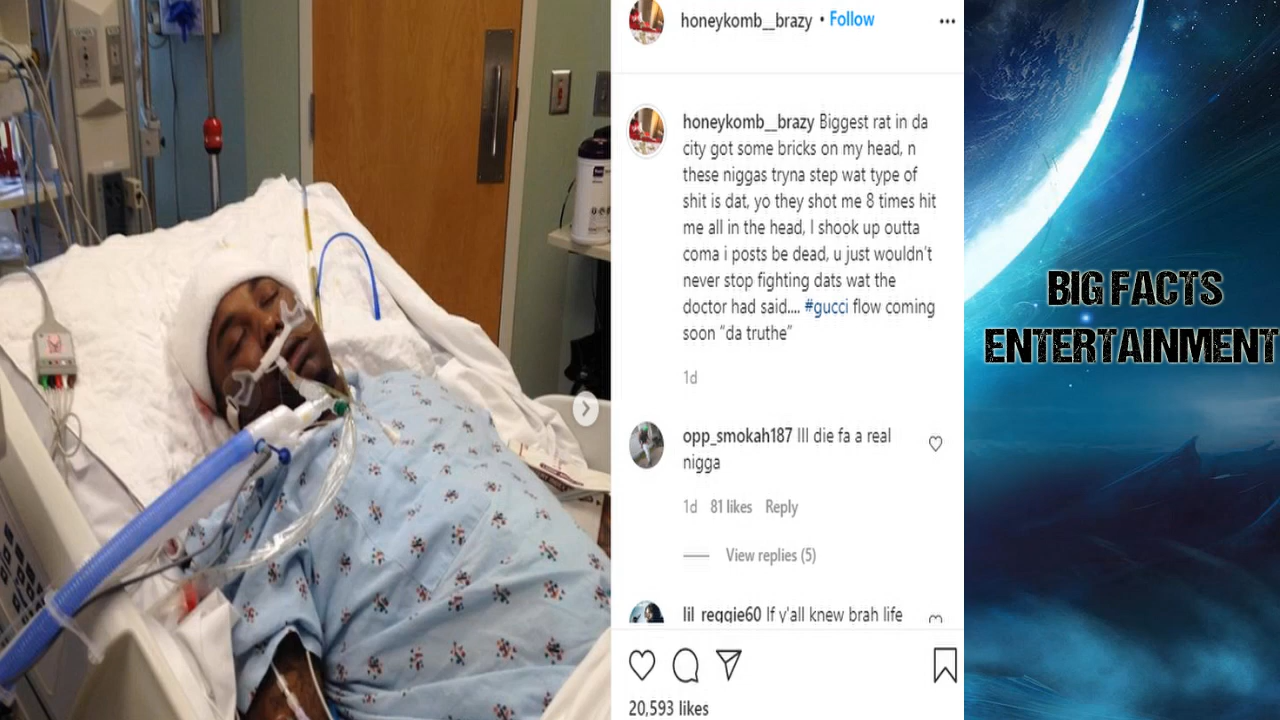 honeykomb__brazy • Follow
honeykomb__brazy Biggest rat in da
city got some bricks on my head, n
these niggas tryna step wat type of
shit is dat, yo they shot me 8 times hit
me all in the head, I shook up outta
coma i posts be dead, u just wouldn't
never stop fighting dats wat the
doctor had said.... #gucci flow coming
soon “da truthe”
1d
opp_smokah187 Ill die fa a real
nigga
1d 81 likes Reply
View replies (5)
lil_reggie60 If y'all knew brah life
20,593 likes
BIG FACTS
ENTERTAINMENT